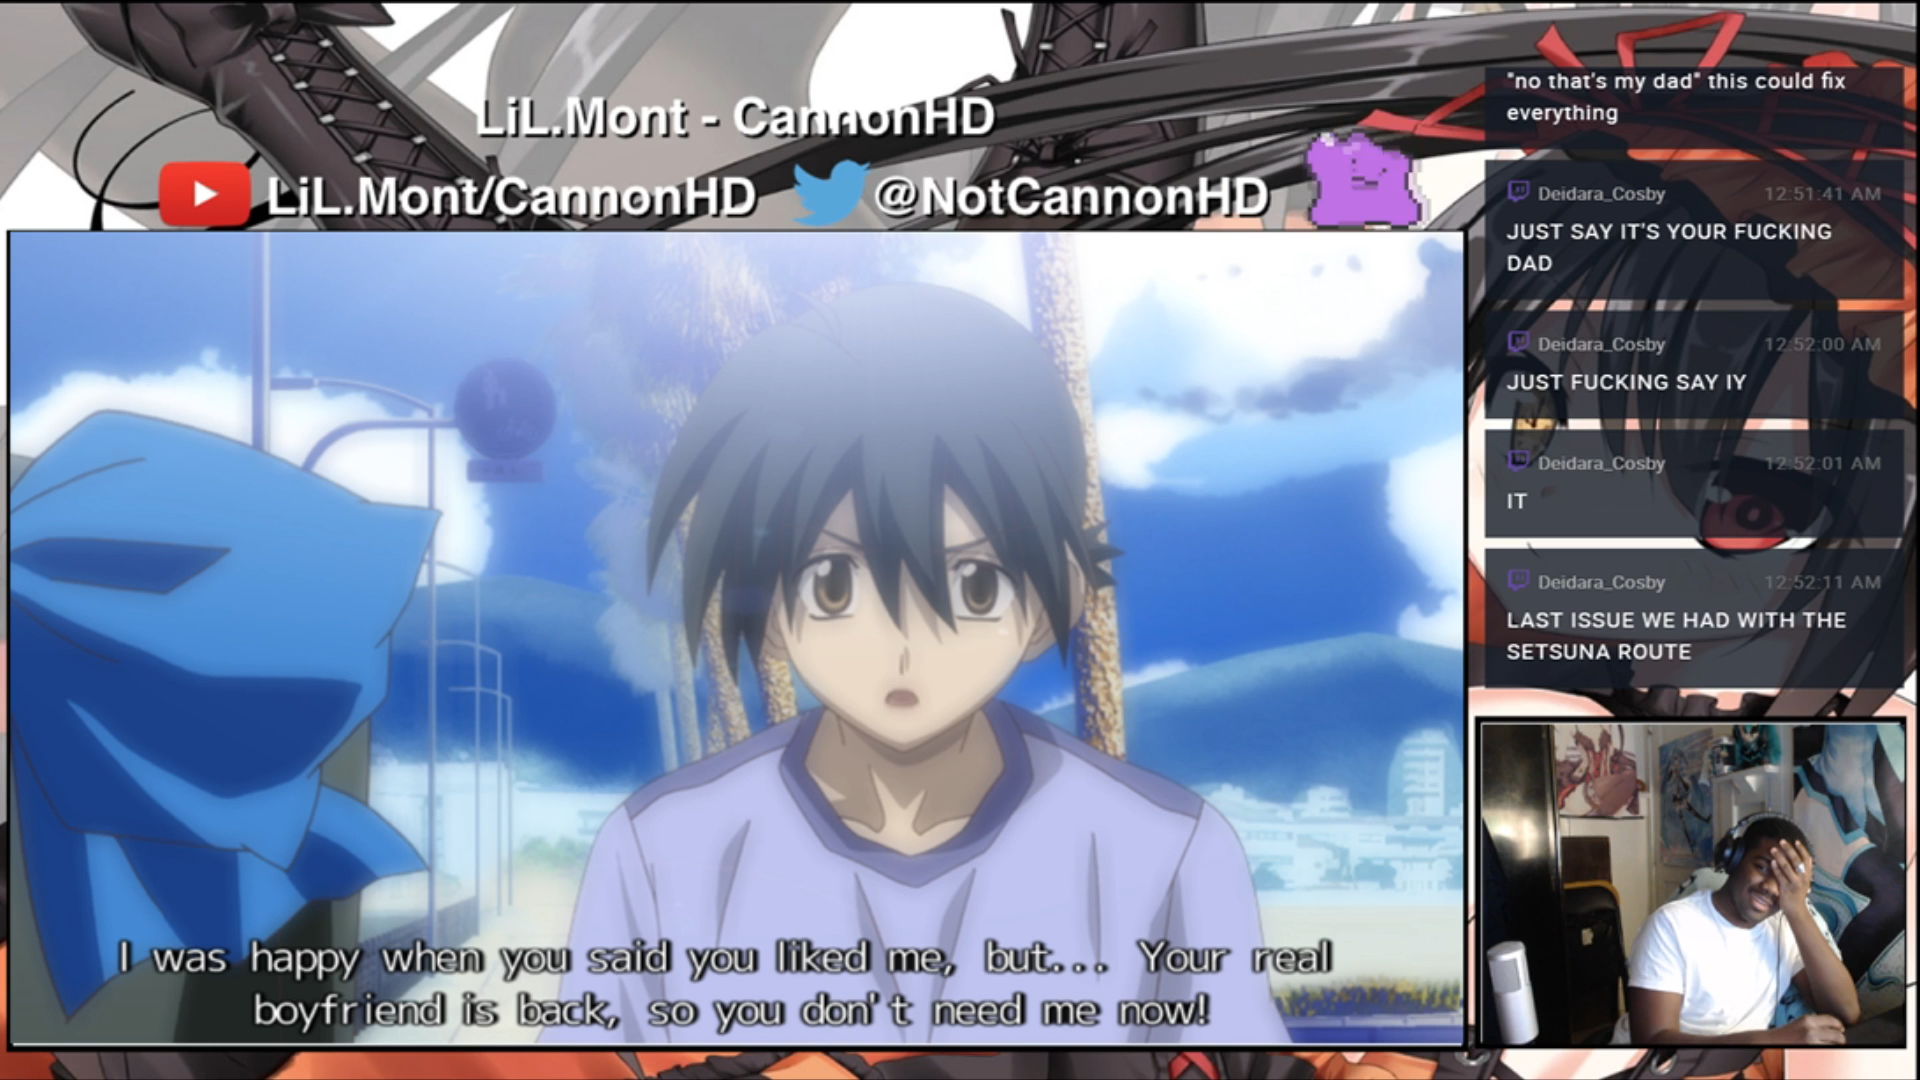 LiL.Mont - CannonHD
LiL.Mont/CannonHD
@NotCannonHD
I was happy when you said you liked me, but... Your real
boyfriend is back, so you don't need me now!
"no that's my dad" this could fix
everything
Deidara_Cosby 12:51:41 AM
JUST SAY IT'S YOUR FUCKING
DAD
Deidara_Cosby 12:52:00 AM
JUST FUCKING SAY IY
Deidara_Cosby 12:52:01 AM
IT
Deidara_Cosby 12:52:11 AM
LAST ISSUE WE HAD WITH THE
SETSUNA ROUTE